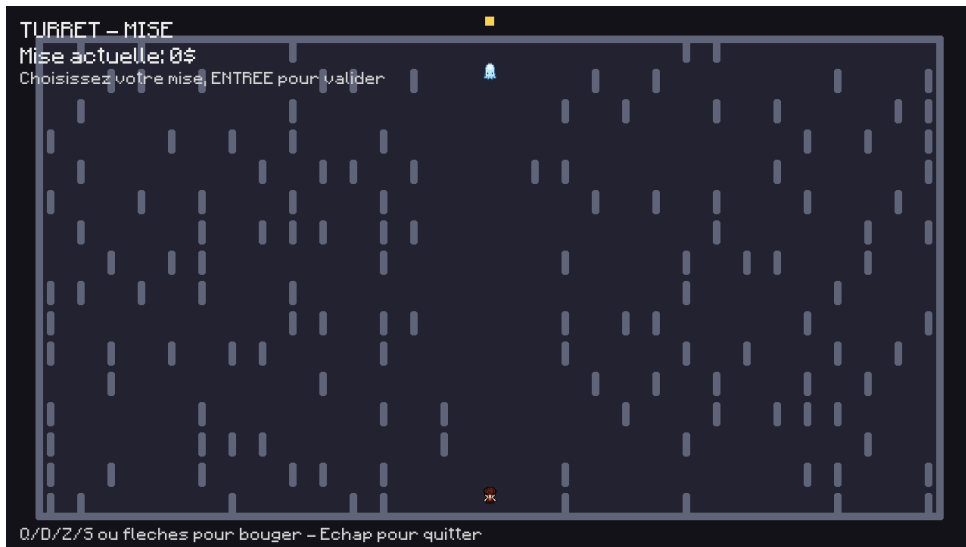 TURRET - MISE
Mise actuelle: 0$
Choisissez votre mise, ENTREE pour valider
Q/D/Z/S ou fleches pour bouger - Echap pour quitter